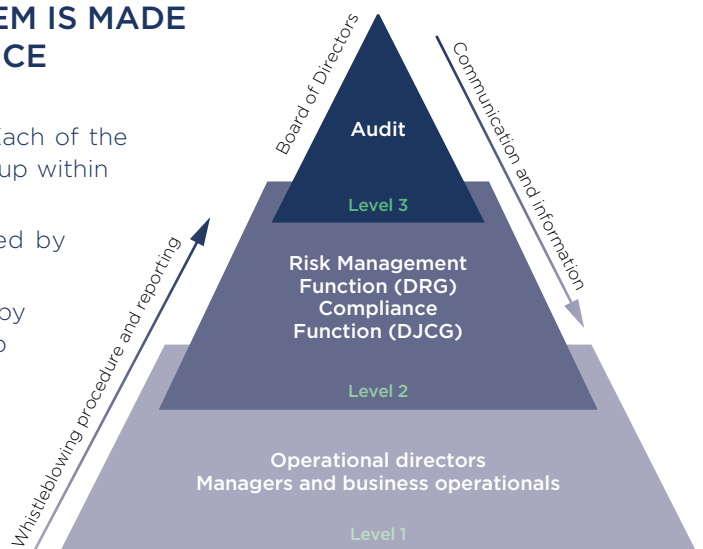 EM IS MADE
CE
Each of the
up within
ed by
by
Board of Directors
Communication and information
Whistleblowing procedure and reporting
Audit
Level 3
Risk Management
Function (DRG)
Compliance
Function (DJCG)
Level 2
Operational directors
Managers and business operationals
Level 1